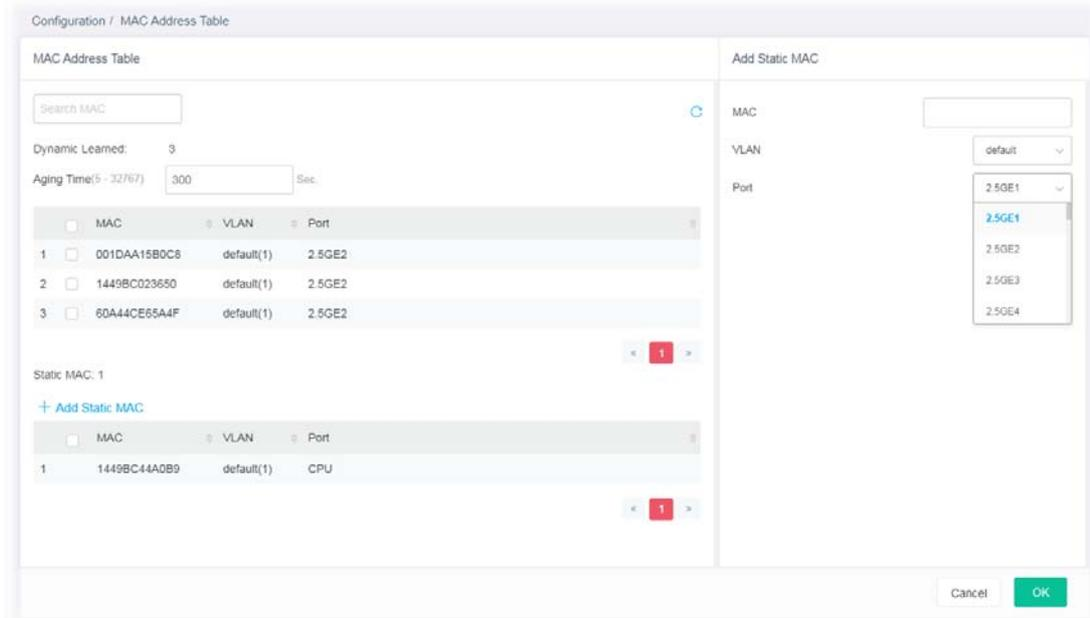 Configuration / MAC Address Table
MAC Address Table
Search MAC
Dynamic Learned: 3
Aging Time(5 - 32767) 300 Sec.
MAC VLAN Port
1 001DAA15B0C8 default(1) 2.5GE2
2 1449BC023650 default(1) 2.5GE2
3 60A44CE65A4F default(1) 2.5GE2
« 1 »
Static MAC: 1
+ Add Static MAC
MAC VLAN Port
1 1449BC44A0B9 default(1) CPU
« 1 »
Add Static MAC
MAC
VLAN default
Port 2.5GE1
2.5GE1
2.5GE2
2.5GE3
2.5GE4
Cancel OK